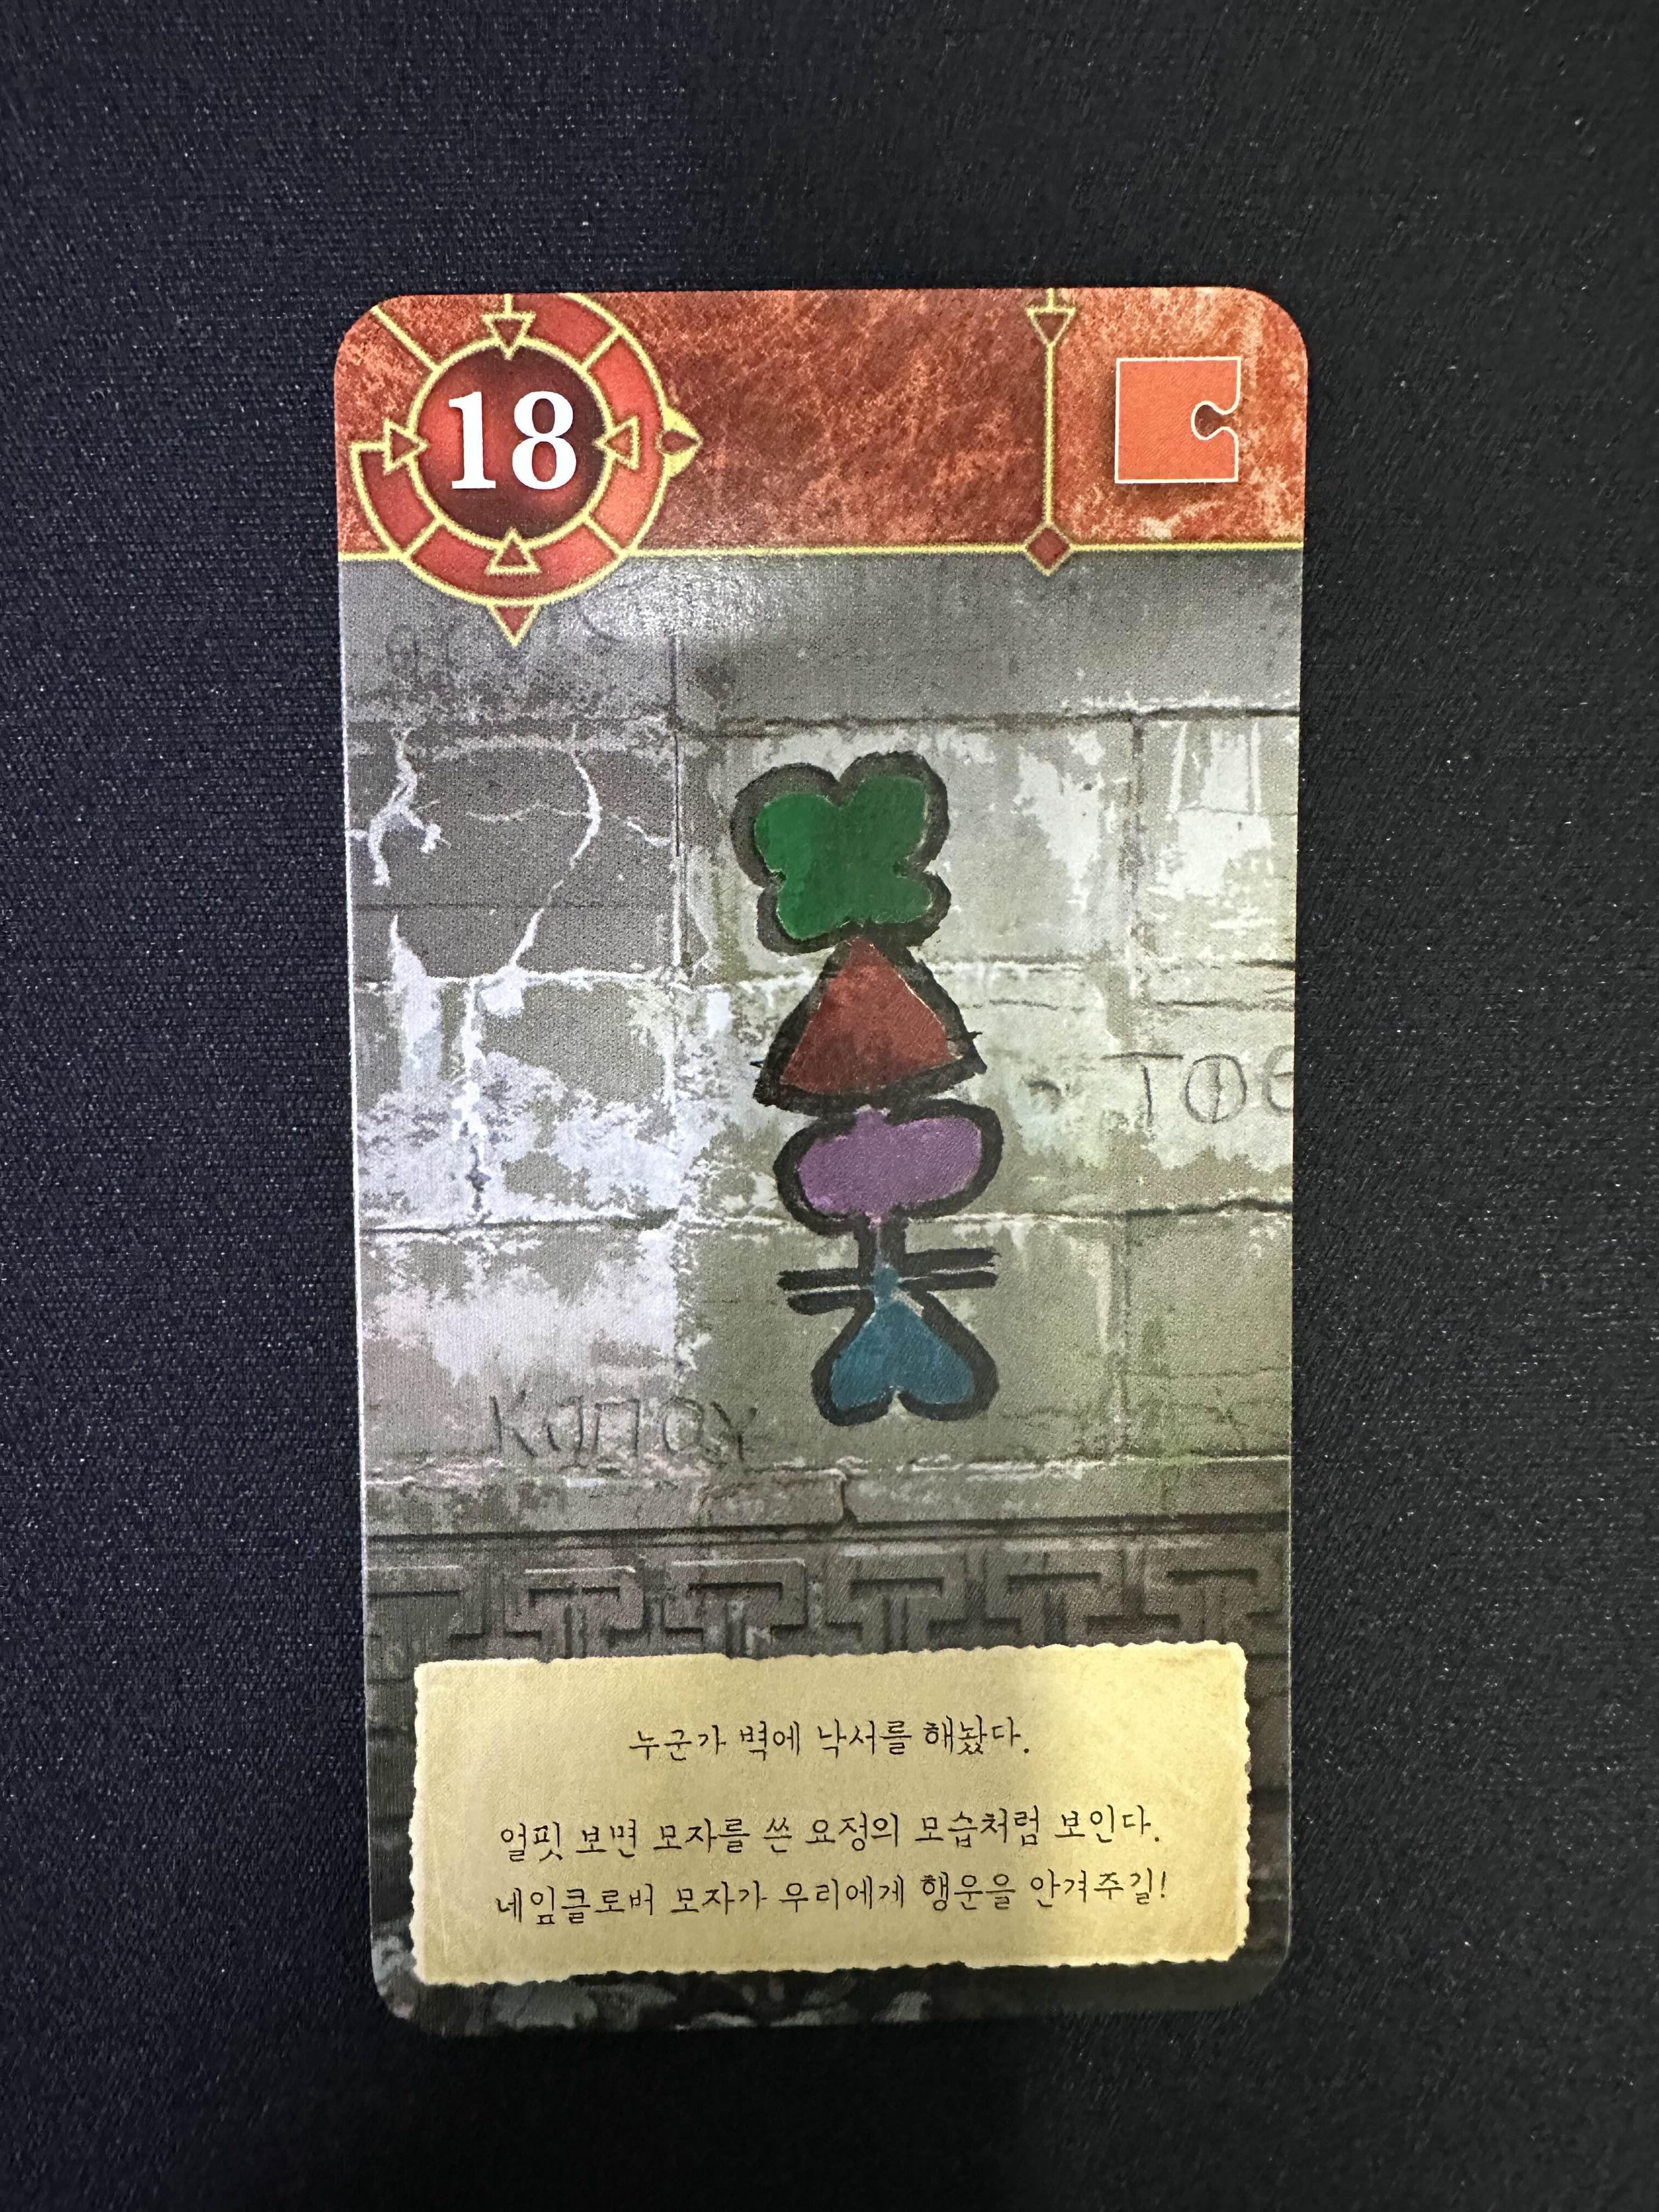 18
누군가 벽에 낙서를 해놨다.
얼핏 보면 모자를 쓴 요정의 모습처럼 보인다.
네잎클로버 모자가 우리에게 행운을 안겨주길!